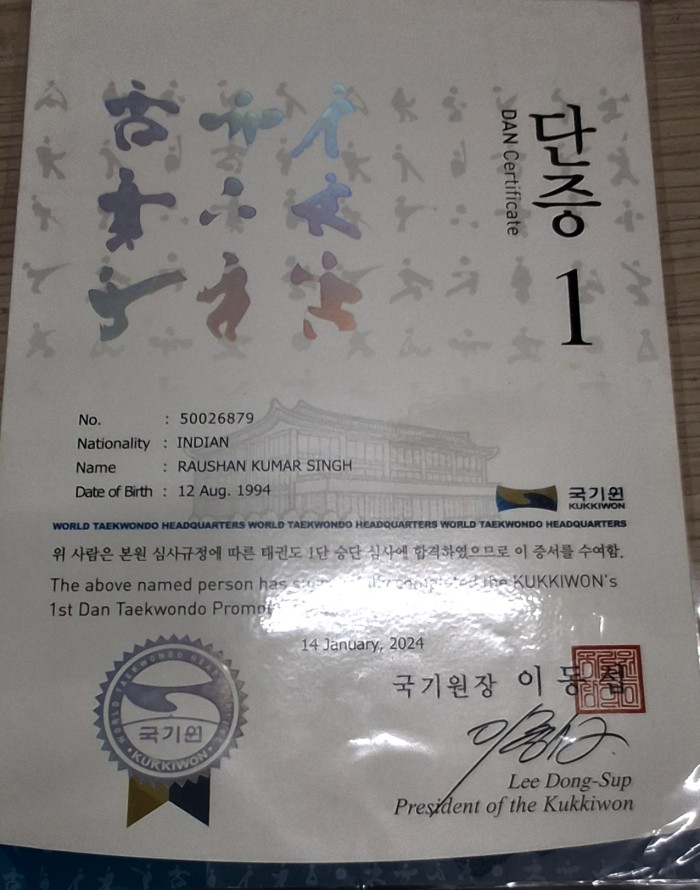 단증
DAN Certificate
1
No. : 50026879
Nationality : INDIAN
Name : RAUSHAN KUMAR SINGH
Date of Birth : 12 Aug. 1994
국기원
KUKKIWON
WORLD TAEKWONDO HEADQUARTERS WORLD TAEKWONDO HEADQUARTERS WORLD TAEKWONDO HEADQUARTERS
위 사람은 본원 심사규정에 따른 태권도 1단 승단 심사에 합격하였으므로 이 증서를 수여함.
The above named person has completed the KUKKIWON's
1st Dan Taekwondo
14 January, 2024
국기원장 이동섭
Lee Dong-Sup
President of the Kukkiwon
국기원
KUKKIWON